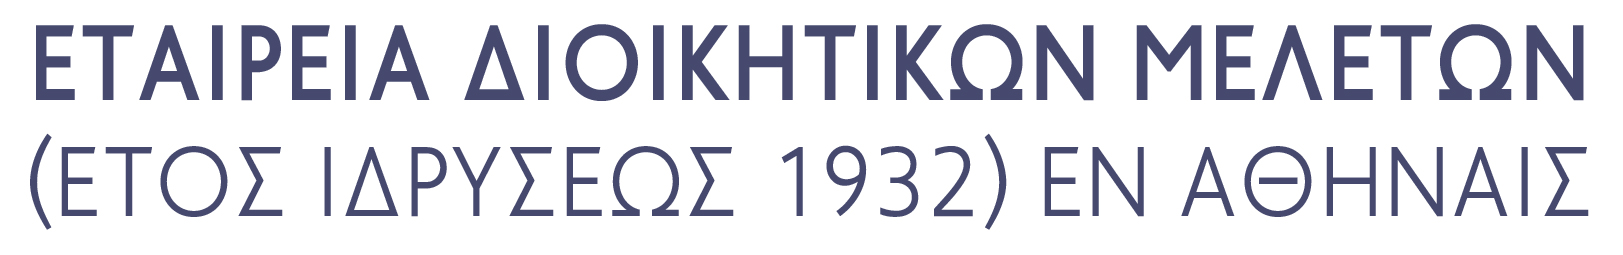 ΕΤΑΙΡΕΙΑ ΔΙΟΙΚΗΤΙΚΩΝ ΜΕΛΕΤΩΝ
(ΕΤΟΣ ΙΔΡΥΣΕΩΣ 1932) ΕΝ ΑΘΗΝΑΙΣ